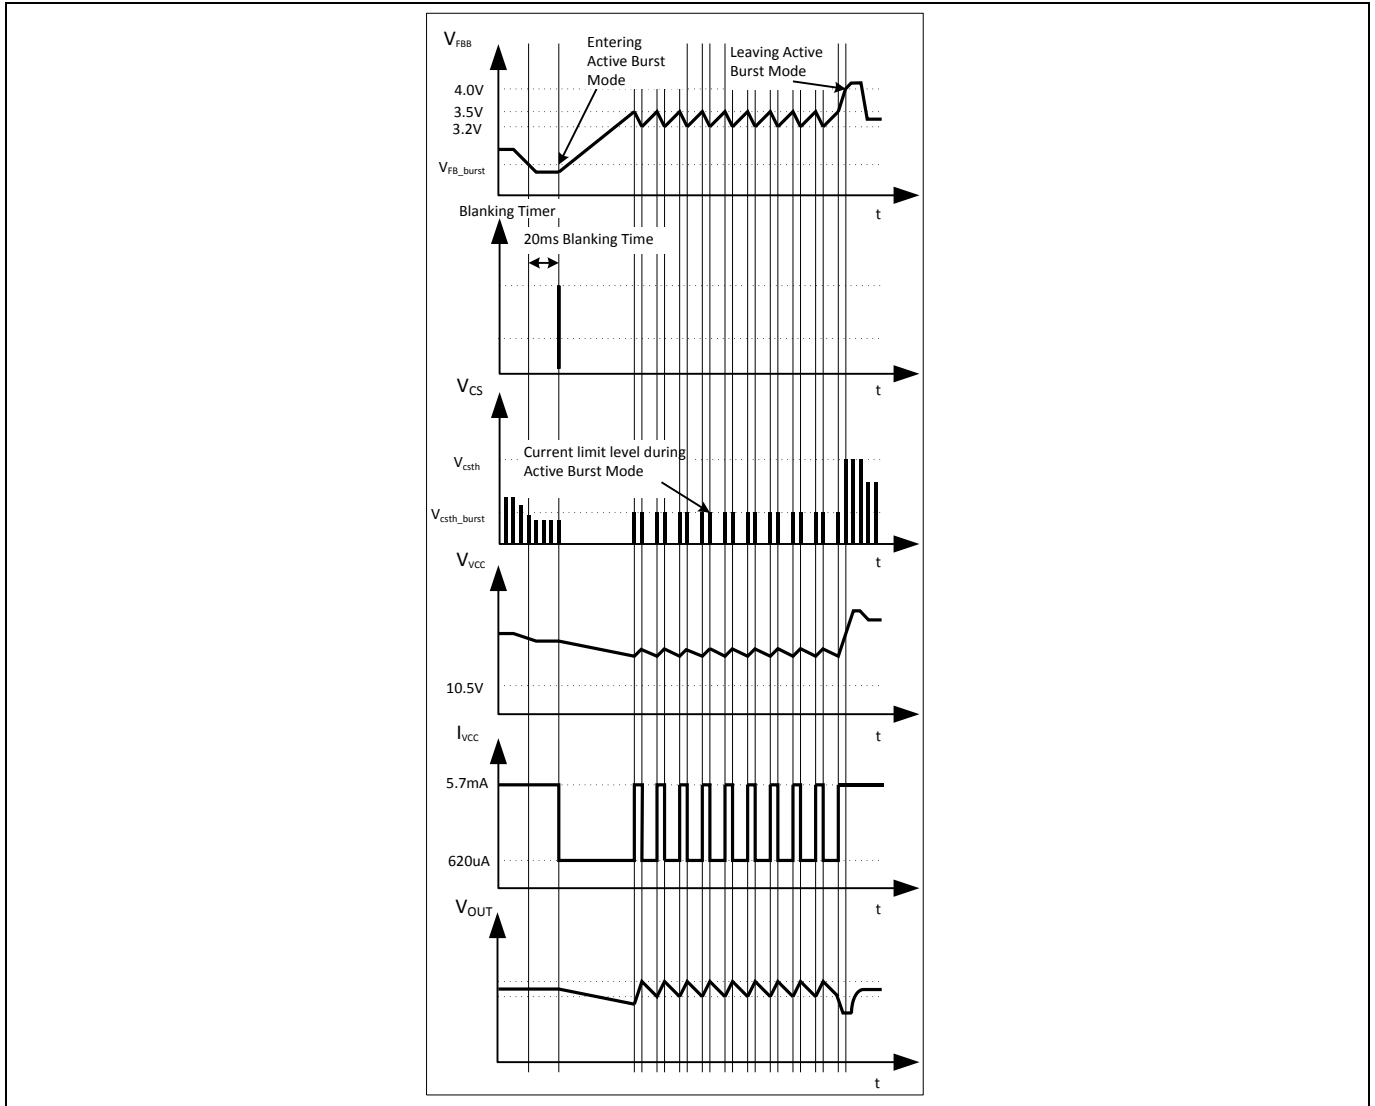 V_FBB
Entering
Active Burst
Mode
Leaving Active
Burst Mode
4.0V
3.5V
3.2V
V_FB_burst
t
Blanking Timer
20ms Blanking Time
t
V_CS
V_csth
Current limit level during
Active Burst Mode
V_csth_burst
t
V_VCC
10.5V
t
I_VCC
5.7mA
620uA
t
V_OUT
t